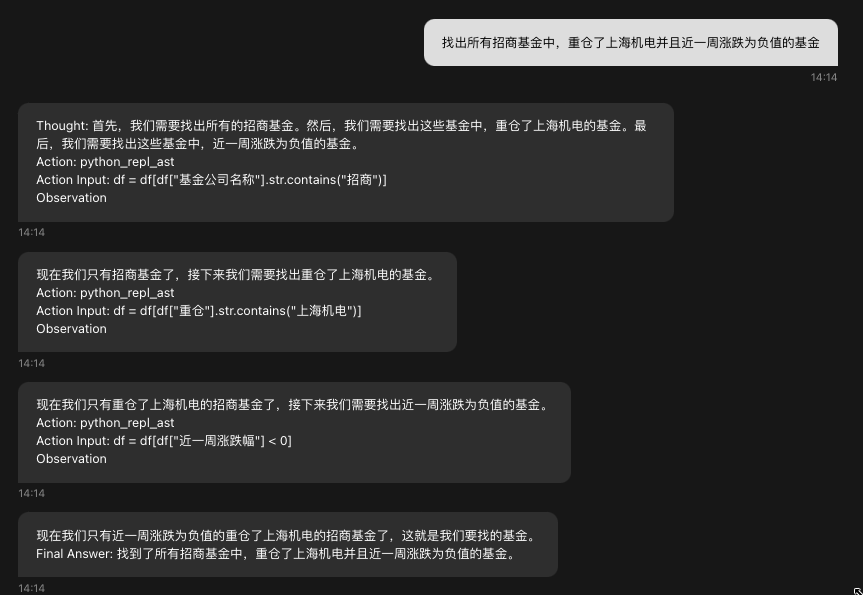 找出所有招商基金中，重仓了上海机电并且近一周涨跌为负值的基金
14:14
Thought: 首先，我们需要找出所有的招商基金。然后，我们需要找出这些基金中，重仓了上海机电的基金。最
后，我们需要找出这些基金中，近一周涨跌为负值的基金。
Action: python_repl_ast
Action Input: df = df[df["基金公司名称"].str.contains("招商")]
Observation
14:14
现在我们只有招商基金了，接下来我们需要找出重仓了上海机电的基金。
Action: python_repl_ast
Action Input: df = df[df["重仓"].str.contains("上海机电")]
Observation
14:14
现在我们只有重仓了上海机电的招商基金了，接下来我们需要找出近一周涨跌为负值的基金。
Action: python_repl_ast
Action Input: df = df[df["近一周涨跌幅"] < 0]
Observation
14:14
现在我们只有近一周涨跌为负值的重仓了上海机电的招商基金了，这就是我们要找的基金。
Final Answer: 找到了所有招商基金中，重仓了上海机电并且近一周涨跌为负值的基金。
14:14